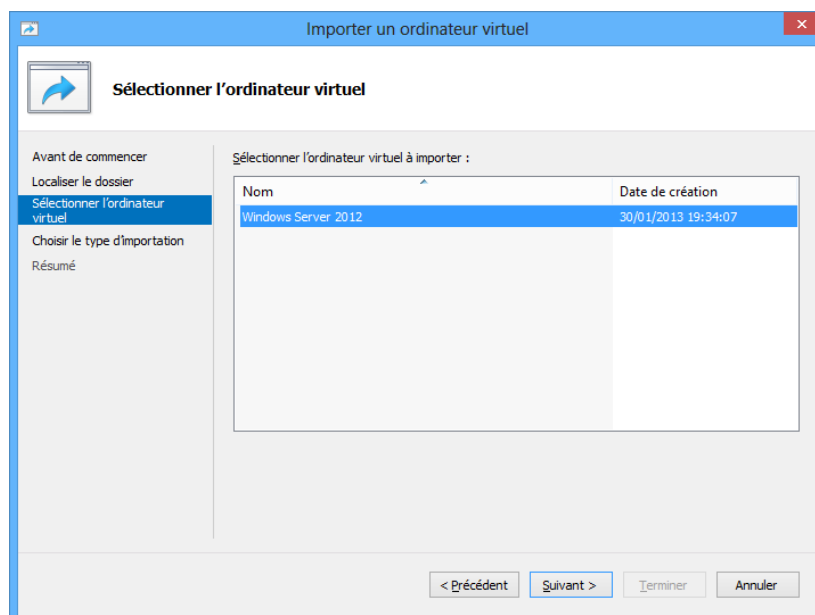 Importer un ordinateur virtuel
Sélectionner l'ordinateur virtuel
Avant de commencer
Localiser le dossier
Sélectionner l'ordinateur
virtuel
Choisir le type d'importation
Résumé
Sélectionner l'ordinateur virtuel à importer :
Nom Date de création
Windows Server 2012 30/01/2013 19:34:07
< Précédent Suivant > Terminer Annuler